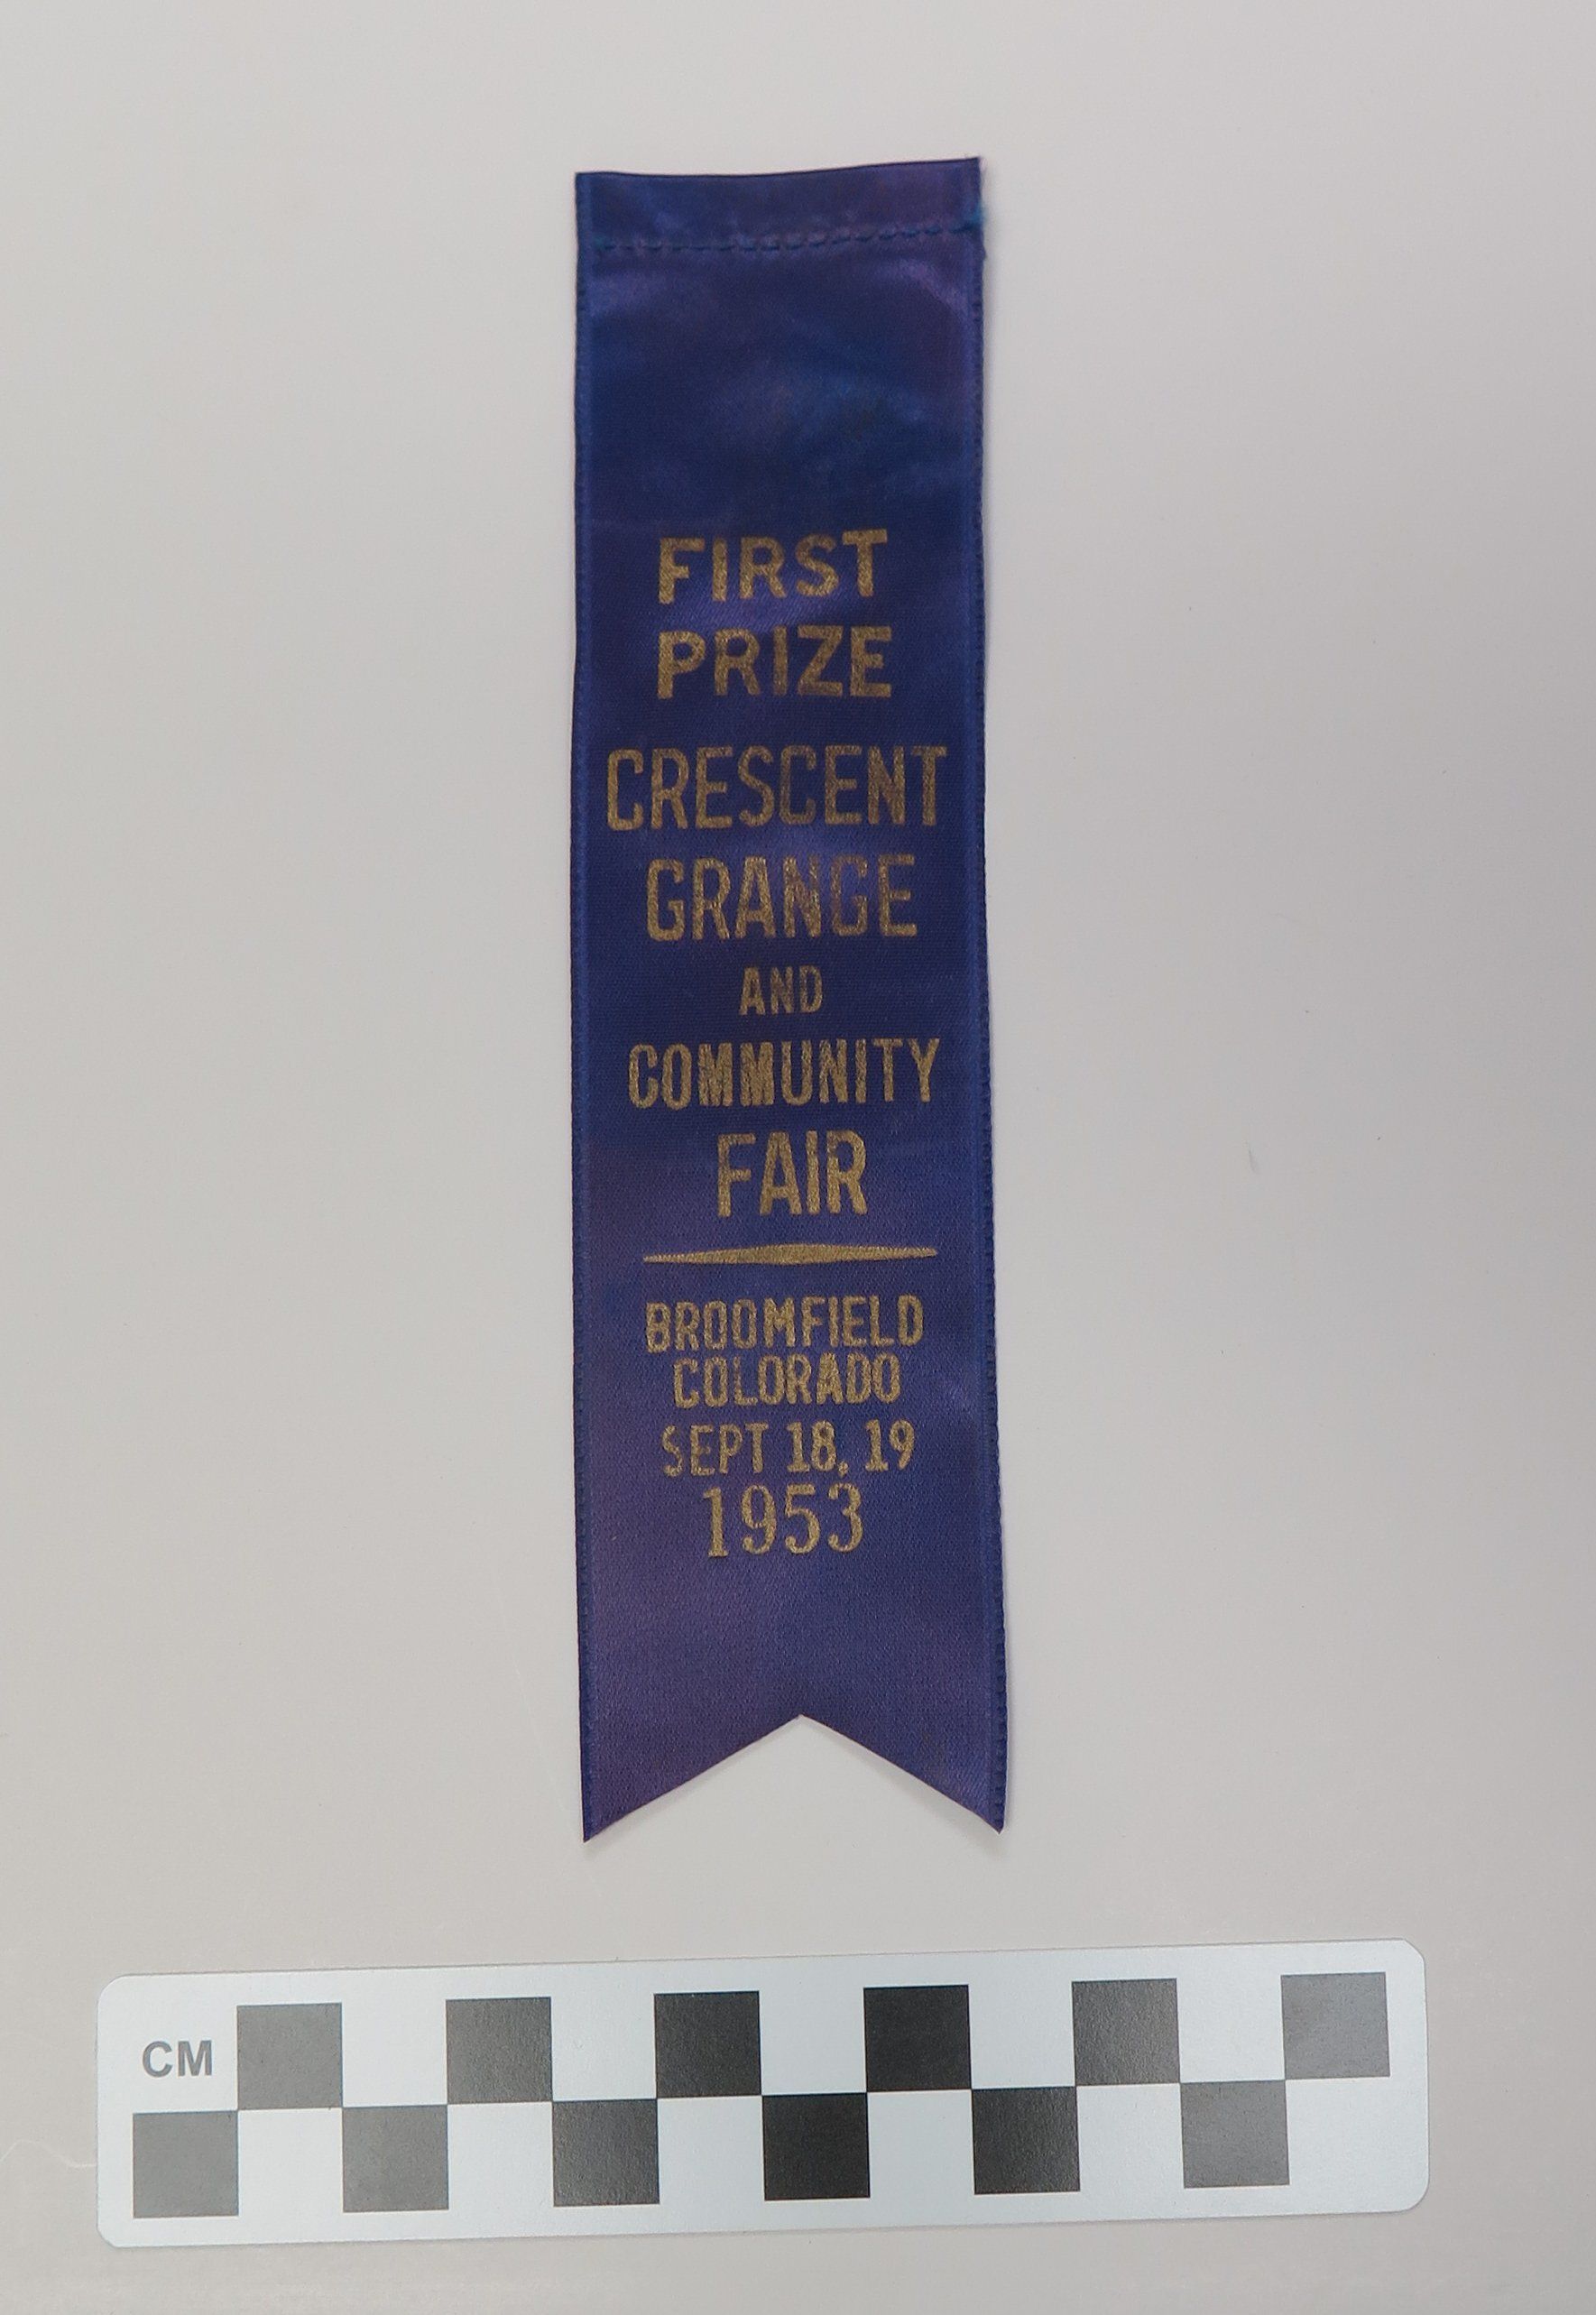 FIRST
PRIZE
CRESCENT
GRANGE
AND
COMMUNITY
FAIR
BROOMFIELD
COLORADO
SEPT 18, 19
1953
CM